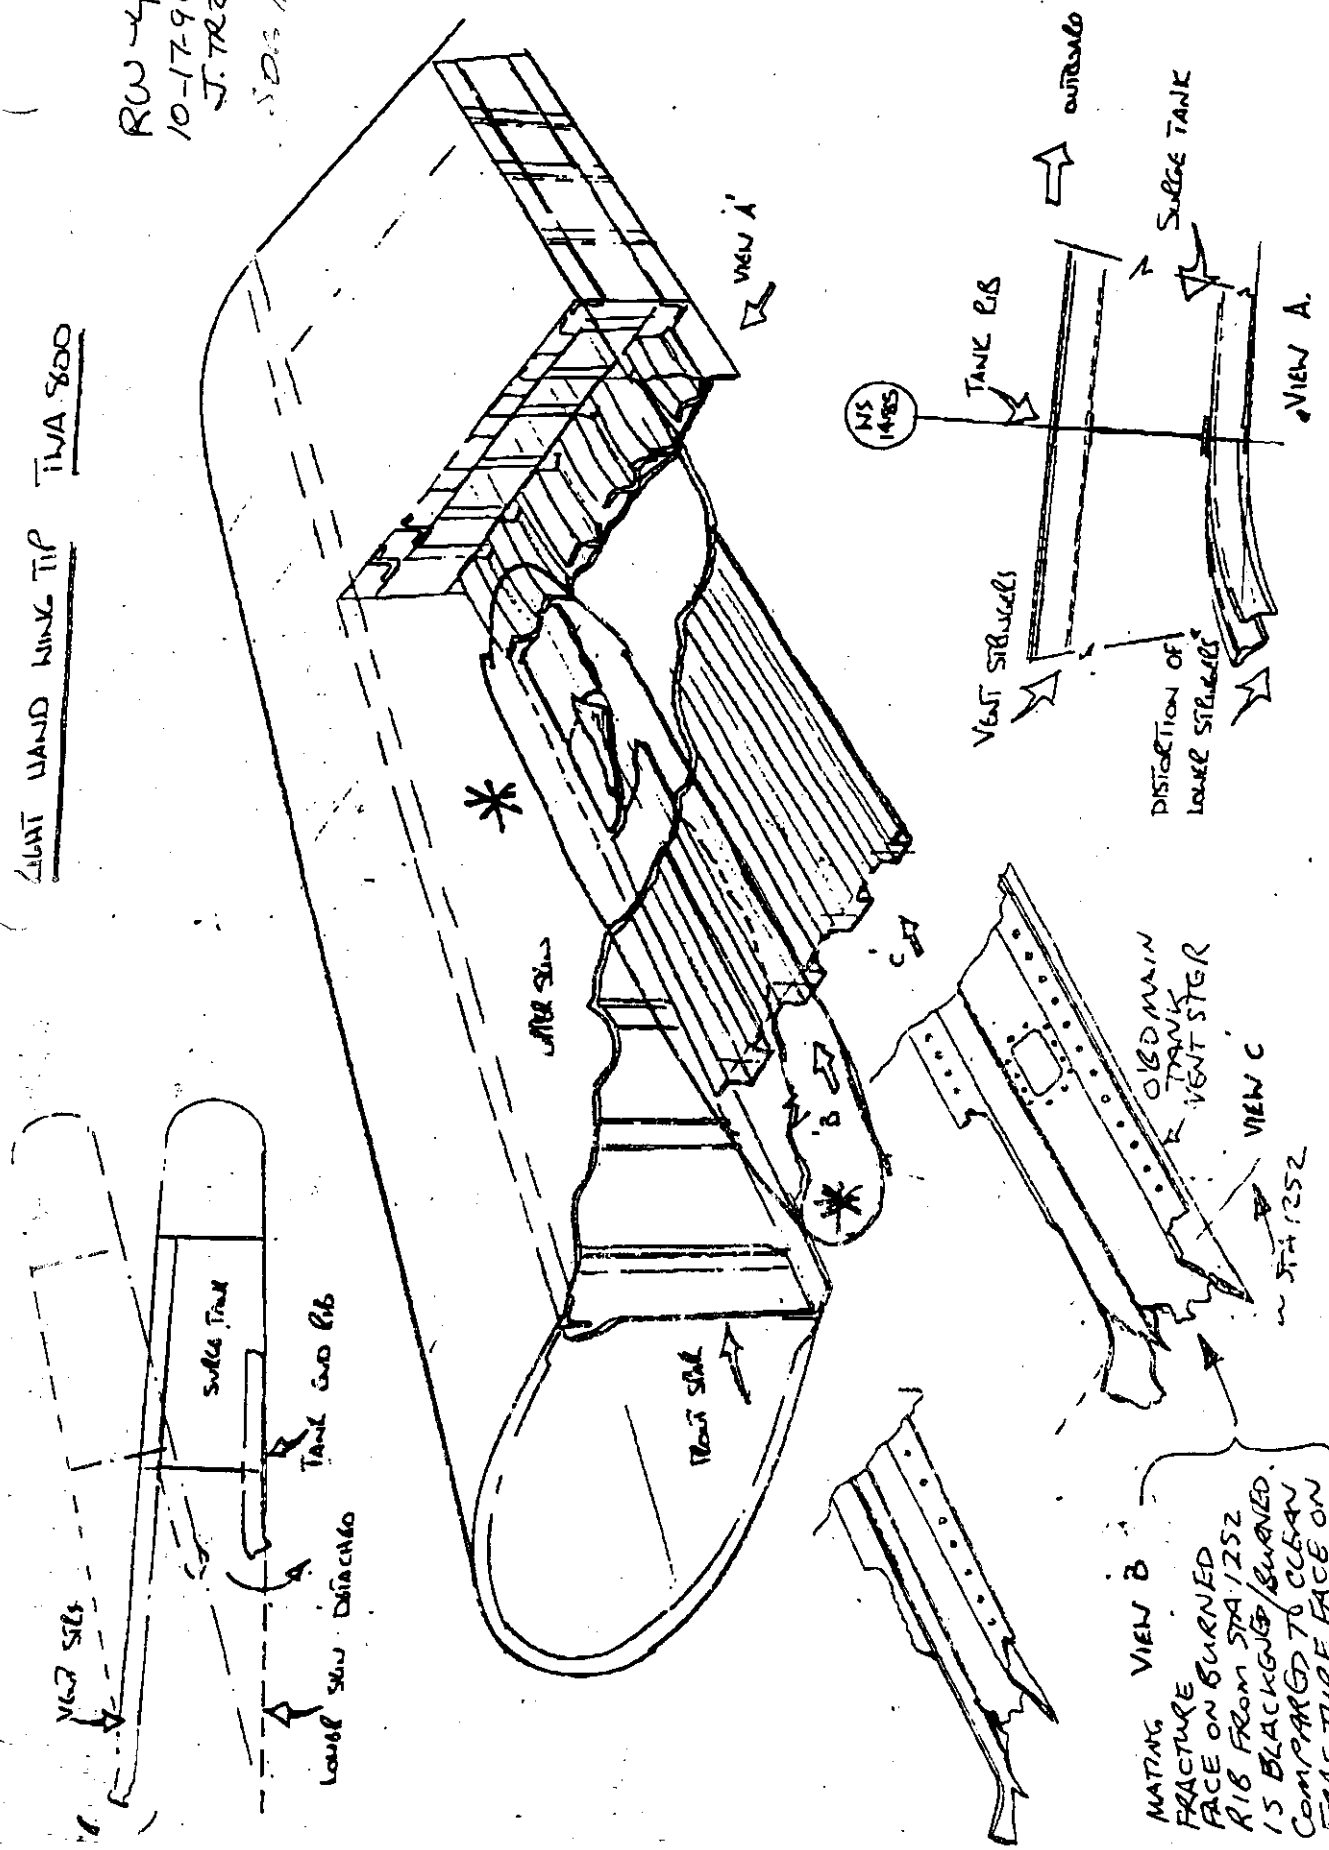 RIGHT HAND WING TIP TWA 800
10-17-9
VENT STRS
SURGE TANK
TANK END RIB
LOWER SKIN DETACHED
UPPER SKIN
FRONT SPAR
VIEW 'A'
'B'
'C'
WS
1485
TANK RIB
VENT STRINGERS
OUTBOARD
SURGE TANK
DISTORTION OF
LOWER STRINGERS
VIEW A.
O'BD MAIN
TANK
VENT STGR
VIEW C
~ STA 1252
VIEW B
MATING
FRACTURE
FACE ON BURNED
RIB FROM STA 1252
IS BLACKENED/BURNED.
COMPARED TO CLEAN
FRACTURE FACE ON